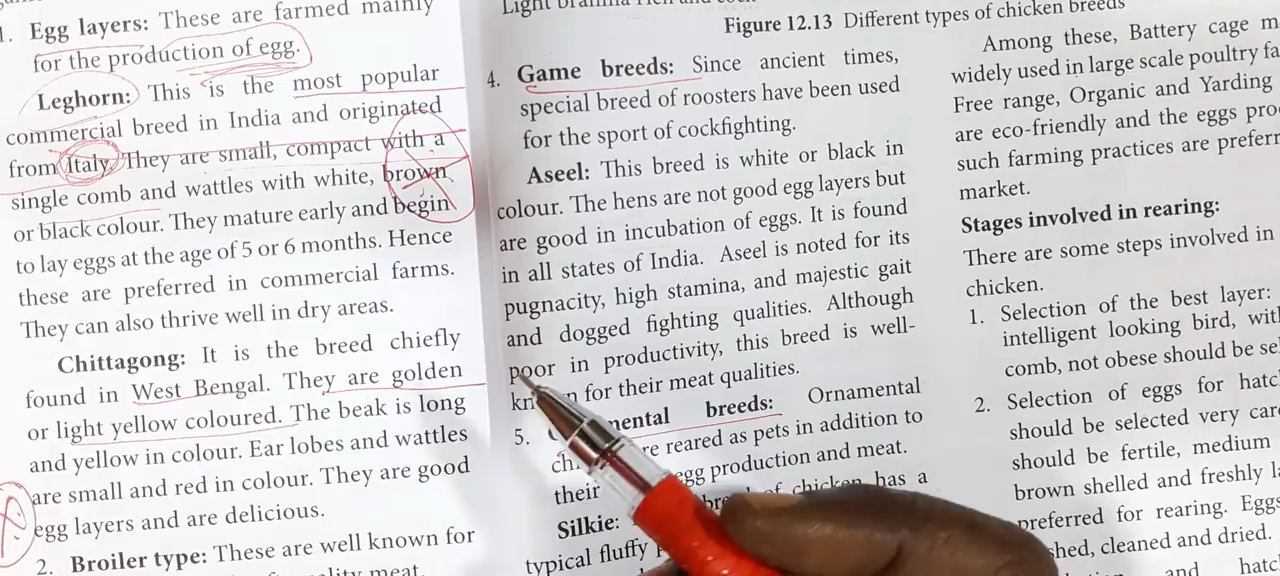 1. Egg layers: These are farmed mainly
for the production of egg.
Leghorn: This is the most popular
commercial breed in India and originated
from Italy. They are small, compact with a
single comb and wattles with white, brown
or black colour. They mature early and begin
to lay eggs at the age of 5 or 6 months. Hence
these are preferred in commercial farms.
They can also thrive well in dry areas.
Chittagong: It is the breed chiefly
found in West Bengal. They are golden
or light yellow coloured. The beak is long
and yellow in colour. Ear lobes and wattles
are small and red in colour. They are good
egg layers and are delicious.
2. Broiler type: These are well known for
meat.
Light
Figure 12.13 Different types of chicken breeds
4. Game breeds: Since ancient times,
special breed of roosters have been used
for the sport of cockfighting.
Aseel: This breed is white or black in
colour. The hens are not good egg layers but
are good in incubation of eggs. It is found
in all states of India. Aseel is noted for its
pugnacity, high stamina, and majestic gait
and dogged fighting qualities. Although
poor in productivity, this breed is well-
for their meat qualities.
5. breeds: Ornamental
reared as pets in addition to
their egg production and meat.
Silkie: of chicken has a
typical fluffy
Among these, Battery cage
widely used in large scale poultry
Free range, Organic and Yarding
are eco-friendly and the eggs
such farming practices are
market.
Stages involved in rearing:
There are some steps involved in
chicken.
1. Selection of the best layer:
intelligent looking bird,
comb, not obese should be
2. Selection of eggs for
should be selected very
should be fertile, medium
brown shelled and freshly
preferred for rearing.
cleaned and dried.
and